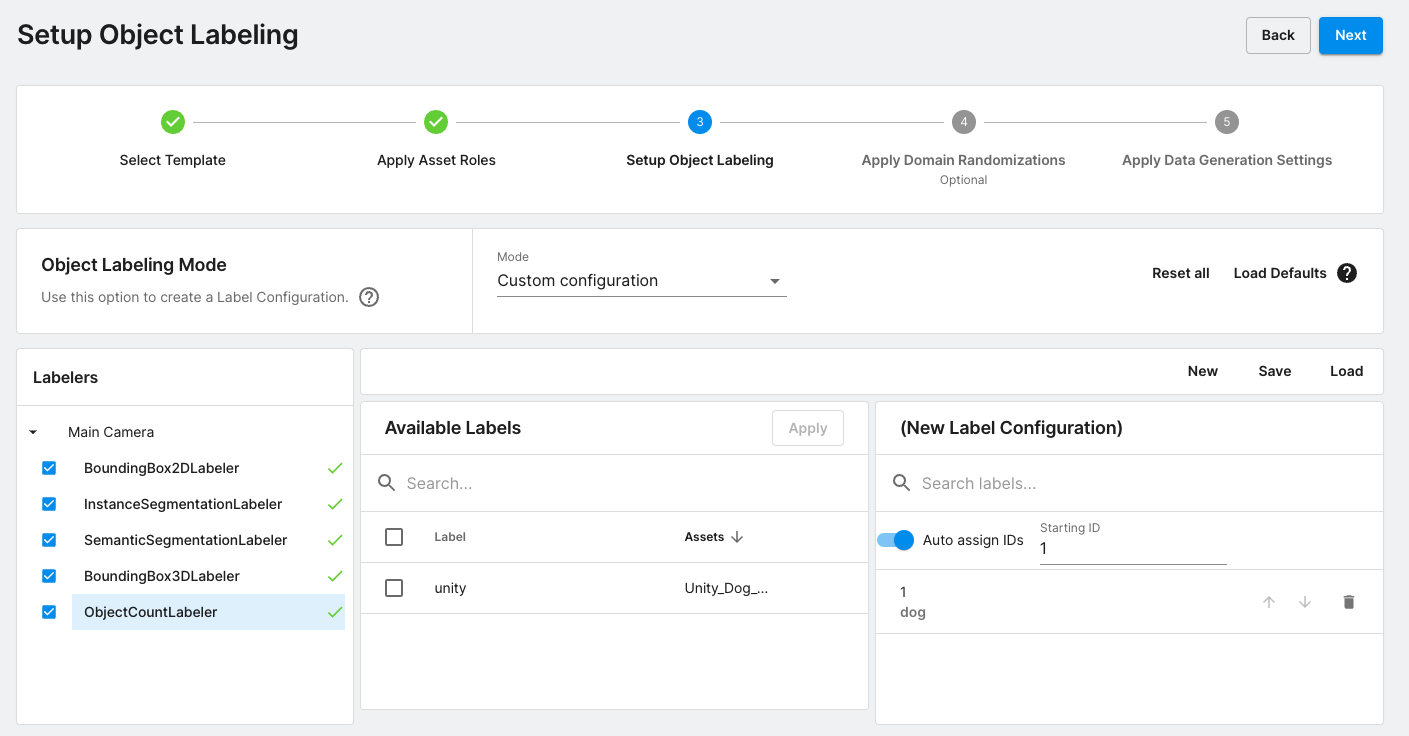 Setup Object Labeling
Back
Next
3
4
5
Select Template
Apply Asset Roles
Setup Object Labeling
Apply Domain Randomizations
Optional
Apply Data Generation Settings
Object Labeling Mode
Use this option to create a Label Configuration.
?
Mode
Custom configuration
Reset all
Load Defaults
?
Labelers
Main Camera
BoundingBox2DLabeler
InstanceSegmentationLabeler
SemanticSegmentationLabeler
BoundingBox3DLabeler
ObjectCountLabeler
New
Save
Load
Available Labels
Apply
Search...
Label
Assets
unity
Unity_Dog_...
(New Label Configuration)
Search labels...
Auto assign IDs
Starting ID
1
1
dog